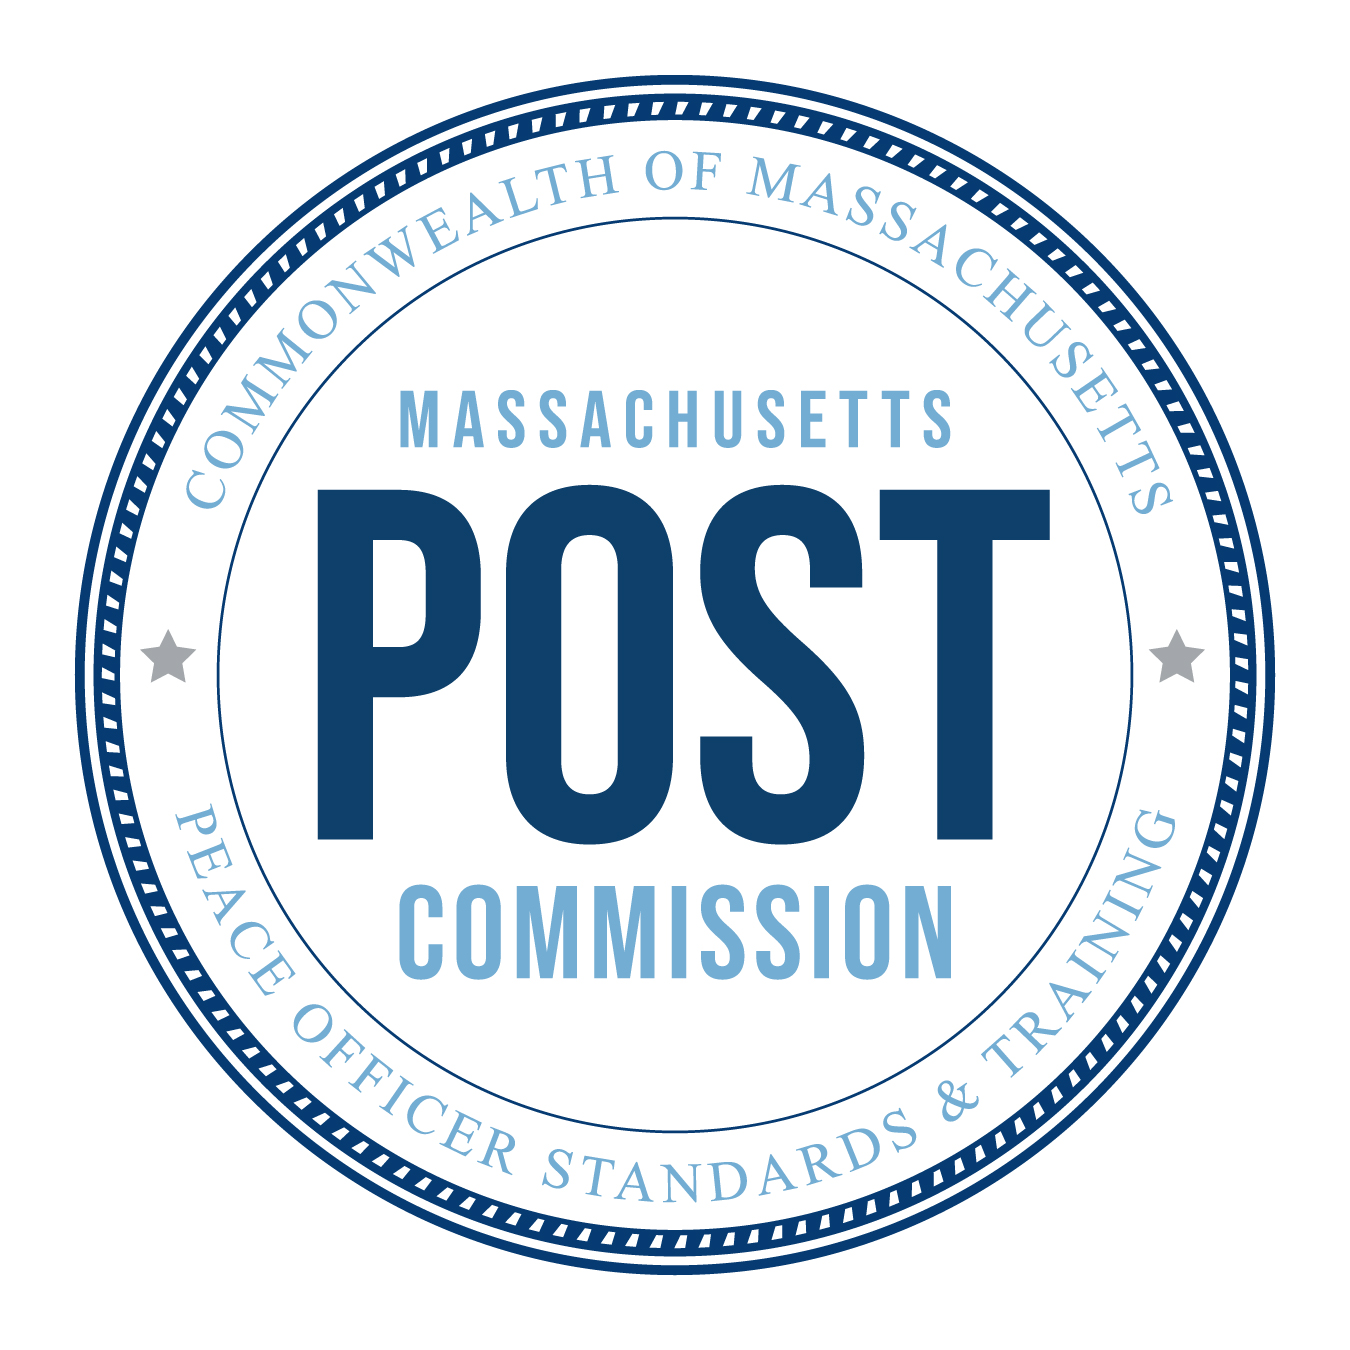 COMMONWEALTH OF MASSACHUSETTS
MASSACHUSETTS
POST
COMMISSION
PEACE OFFICER STANDARDS & TRAINING